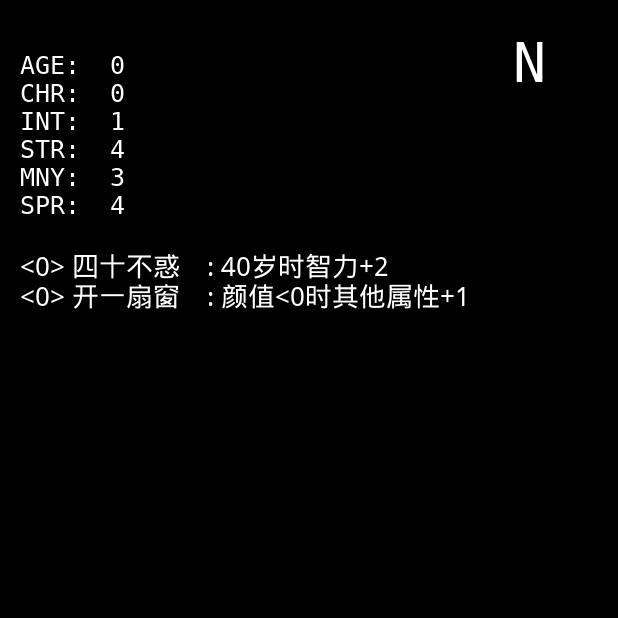 N
AGE: 0
CHR: 0
INT: 1
STR: 4
MNY: 3
SPR: 4
<0> 四十不惑 : 40岁时智力+2
<0> 开一扇窗 : 颜值<0时其他属性+1